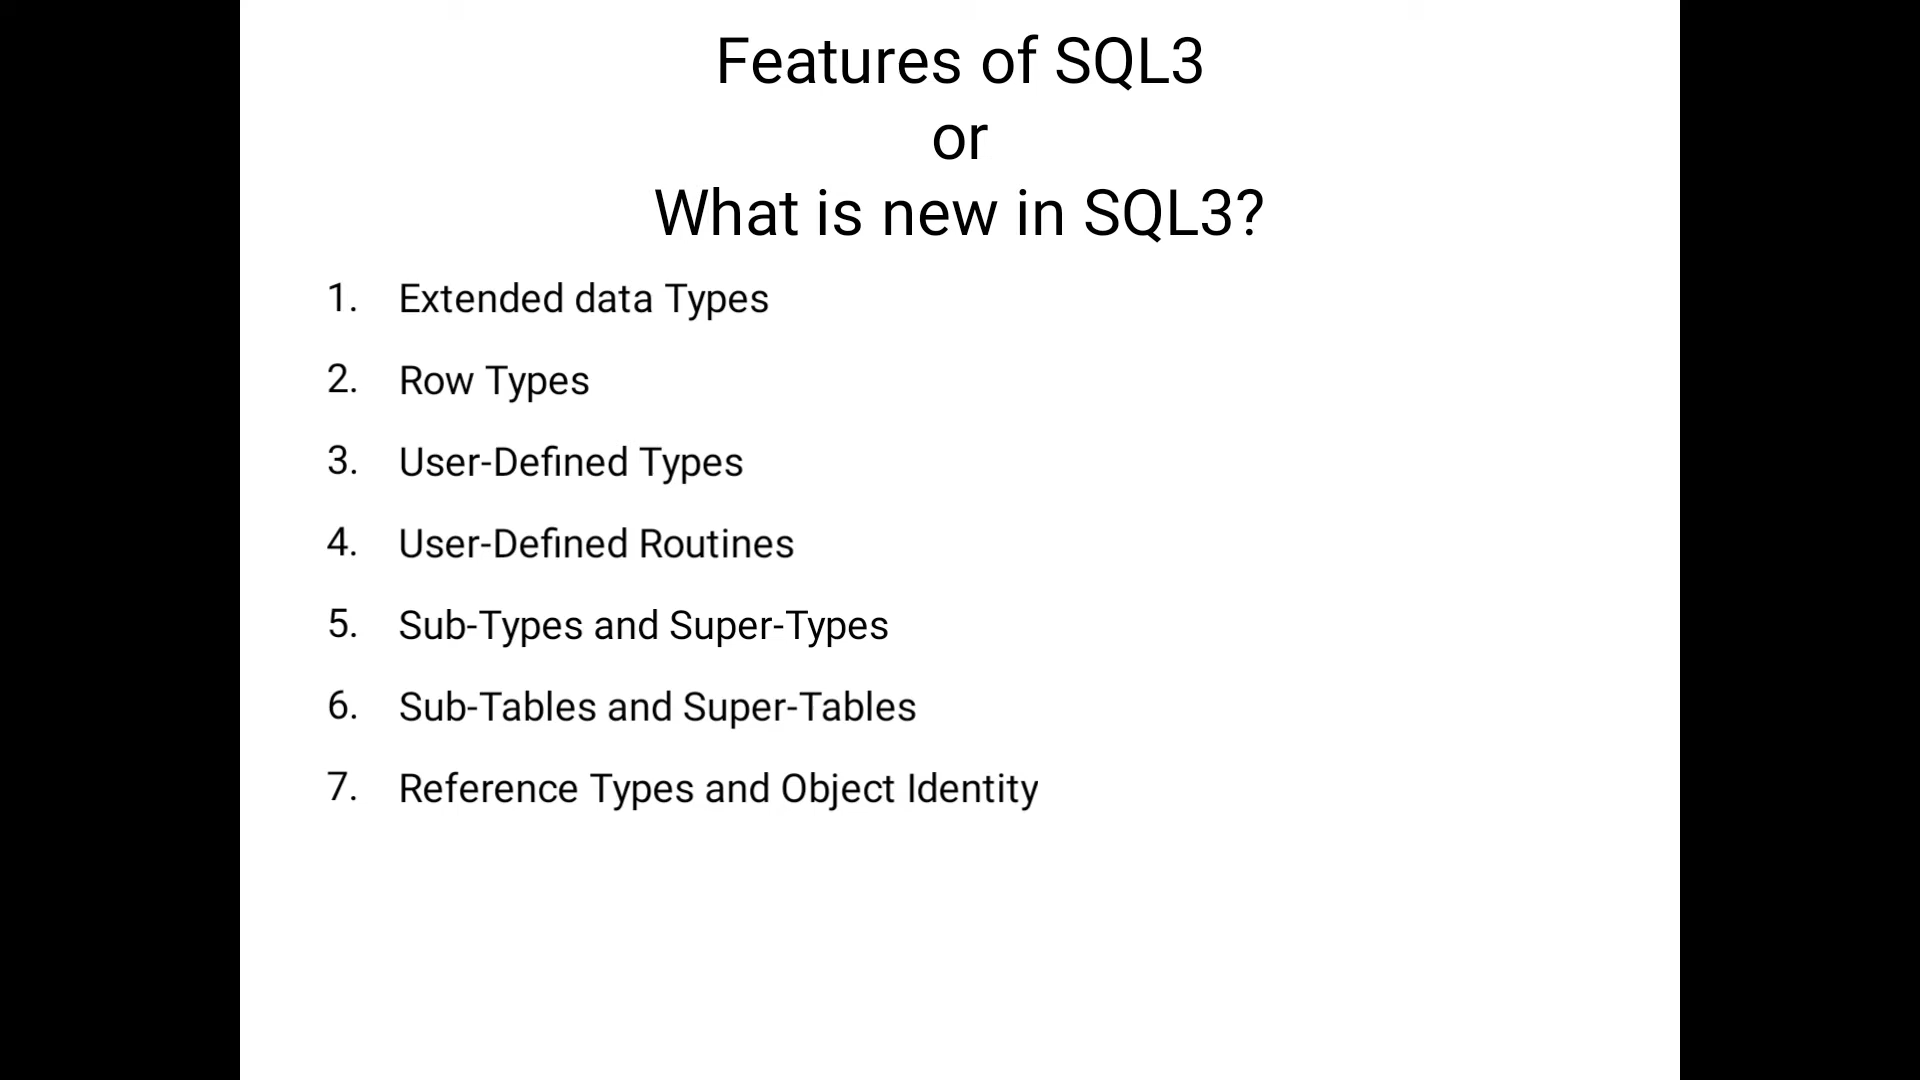 Features of SQL3
or
What is new in SQL3?
1. Extended data Types
2. Row Types
3. User-Defined Types
4. User-Defined Routines
5. Sub-Types and Super-Types
6. Sub-Tables and Super-Tables
7. Reference Types and Object Identity